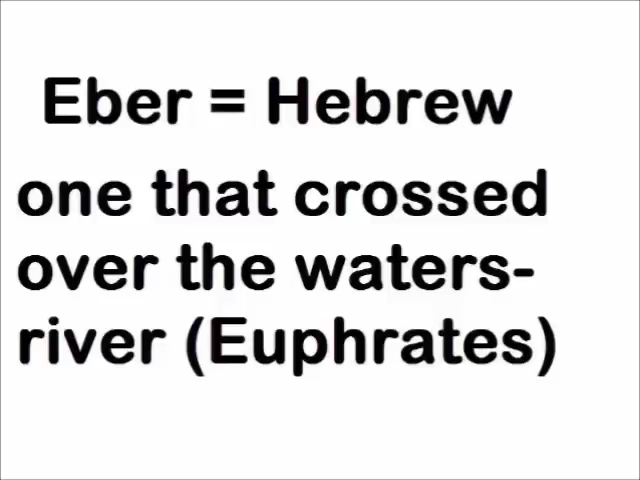 Eber = Hebrew
one that crossed
over the waters-
river (Euphrates)